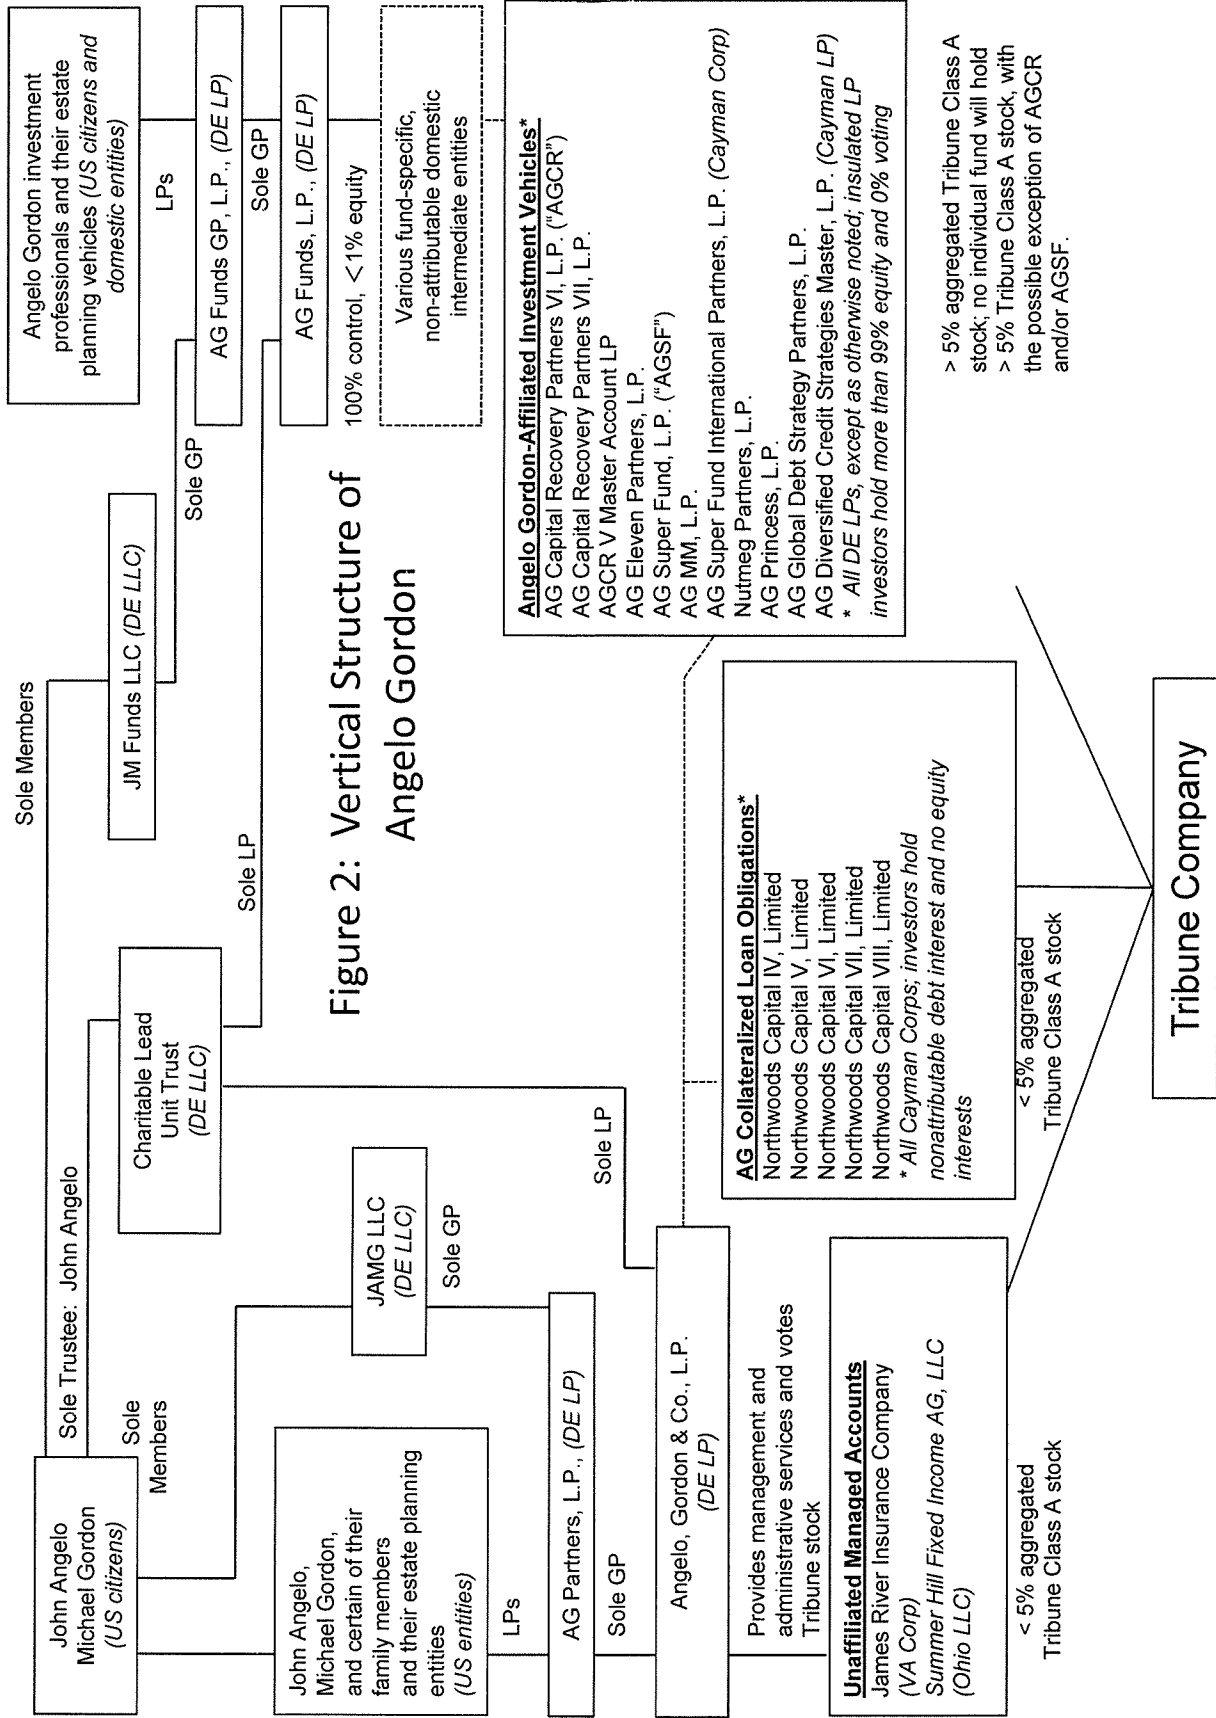 Figure 2: Vertical Structure of
Angelo Gordon
John Angelo
Michael Gordon
(US citizens)
Sole Members
Sole Trustee: John Angelo
Sole
Members
Charitable Lead
Unit Trust
(DE LLC)
JM Funds LLC (DE LLC)
Sole GP
Angelo Gordon investment
professionals and their estate
planning vehicles (US citizens and
domestic entities)
LPs
AG Funds GP, L.P., (DE LP)
Sole GP
Sole LP
AG Funds, L.P., (DE LP)
100% control, <1% equity
Various fund-specific,
non-attributable domestic
intermediate entities
John Angelo,
Michael Gordon,
and certain of their
family members
and their estate planning
entities
(US entities)
LPs
JAMG LLC
(DE LLC)
Sole GP
AG Partners, L.P., (DE LP)
Sole GP
Sole LP
Angelo, Gordon & Co., L.P.
(DE LP)
Provides management and
administrative services and votes
Tribune stock
Unaffiliated Managed Accounts
James River Insurance Company
(VA Corp)
Summer Hill Fixed Income AG, LLC
(Ohio LLC)
< 5% aggregated
Tribune Class A stock
AG Collateralized Loan Obligations*
Northwoods Capital IV, Limited
Northwoods Capital V, Limited
Northwoods Capital VI, Limited
Northwoods Capital VII, Limited
Northwoods Capital VIII, Limited
* All Cayman Corps; investors hold
nonattributable debt interest and no equity
interests
< 5% aggregated
Tribune Class A stock
Angelo Gordon-Affiliated Investment Vehicles*
AG Capital Recovery Partners VI, L.P. (“AGCR”)
AG Capital Recovery Partners VII, L.P.
AGCR V Master Account LP
AG Eleven Partners, L.P.
AG Super Fund, L.P. (“AGSF”)
AG MM, L.P.
AG Super Fund International Partners, L.P. (Cayman Corp)
Nutmeg Partners, L.P.
AG Princess, L.P.
AG Global Debt Strategy Partners, L.P.
AG Diversified Credit Strategies Master, L.P. (Cayman LP)
* All DE LPs, except as otherwise noted; insulated LP
investors hold more than 99% equity and 0% voting
> 5% aggregated Tribune Class A
stock; no individual fund will hold
> 5% Tribune Class A stock, with
the possible exception of AGCR
and/or AGSF.
Tribune Company